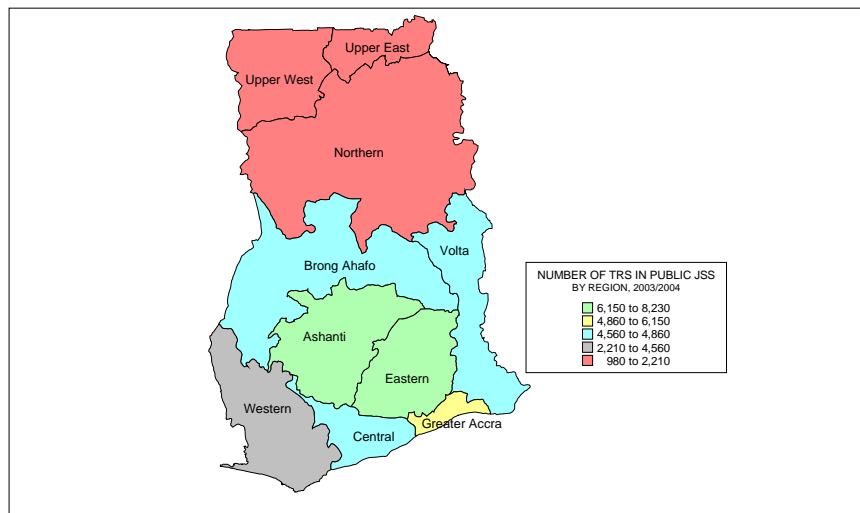 Upper East
Upper West
Northern
Volta
Brong Ahafo
NUMBER OF TRS IN PUBLIC JSS
BY REGION, 2003/2004
6,150 to 8,230
4,860 to 6,150
4,560 to 4,860
2,210 to 4,560
980 to 2,210
Ashanti
Eastern
Western
Greater Accra
Central